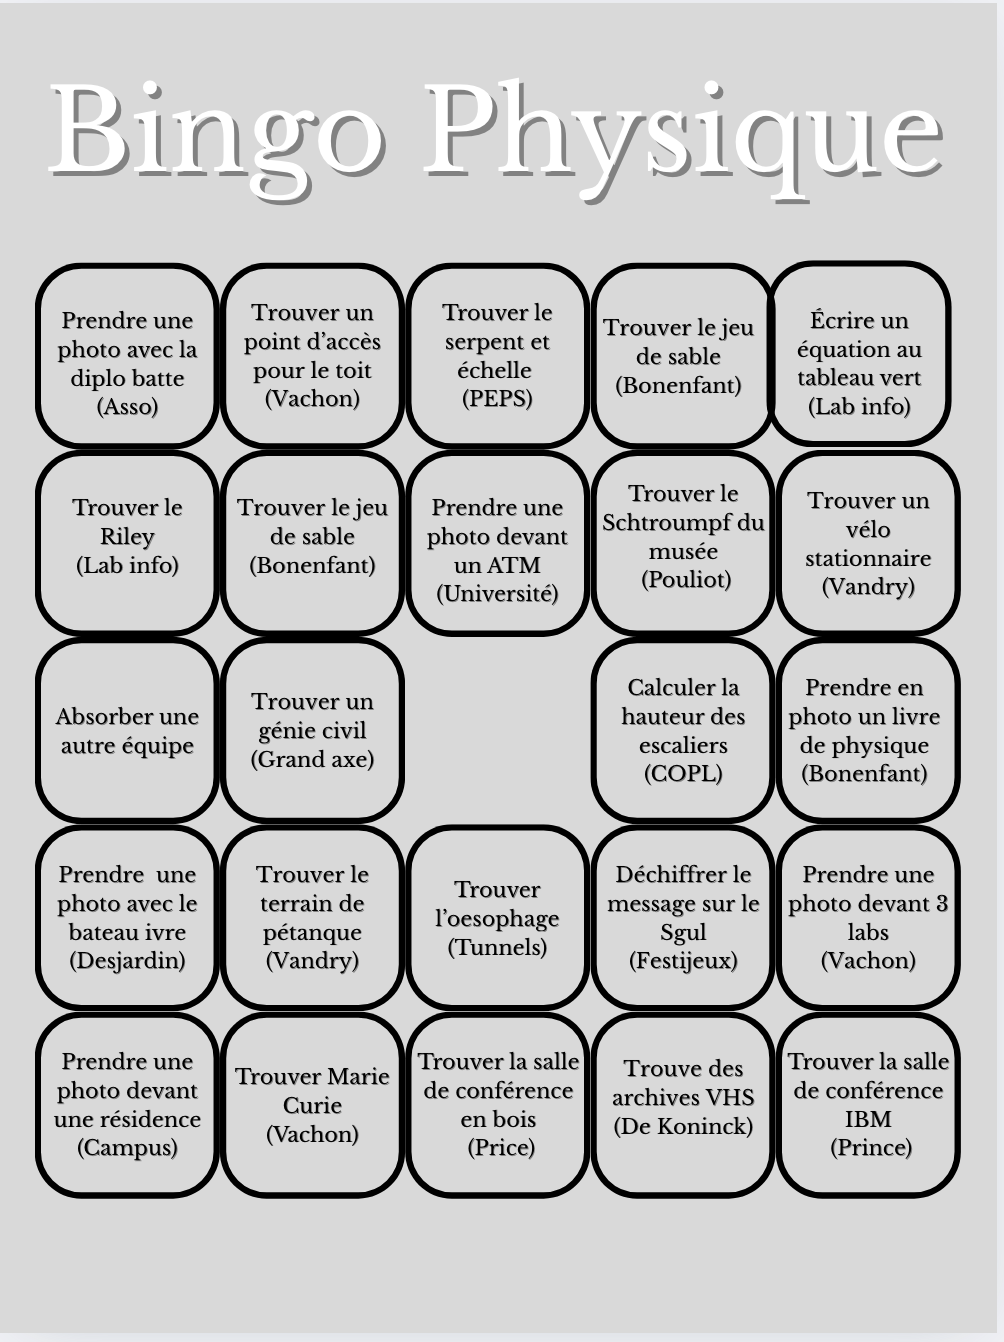 Bingo Physique
Prendre une
photo avec la
diplo batte
(Asso)
Trouver un
point d’accès
pour le toit
(Vachon)
Trouver le
serpent et
échelle
(PEPS)
Trouver le jeu
de sable
(Bonenfant)
Écrire un
équation au
tableau vert
(Lab info)
Trouver le
Riley
(Lab info)
Trouver le jeu
de sable
(Bonenfant)
Prendre une
photo devant
un ATM
(Université)
Trouver le
Schtroumpf du
musée
(Pouliot)
Trouver un
vélo
stationnaire
(Vandry)
Absorber une
autre équipe
Trouver un
génie civil
(Grand axe)
Calculer la
hauteur des
escaliers
(COPL)
Prendre en
photo un livre
de physique
(Bonenfant)
Prendre  une
photo avec le
bateau ivre
(Desjardin)
Trouver le
terrain de
pétanque
(Vandry)
Trouver
l’oesophage
(Tunnels)
Déchiffrer le
message sur le
Sgul
(Festijeux)
Prendre une
photo devant 3
labs
(Vachon)
Prendre une
photo devant
une résidence
(Campus)
Trouver Marie
Curie
(Vachon)
Trouver la salle
de conférence
en bois
(Price)
Trouve des
archives VHS
(De Koninck)
Trouver la salle
de conférence
IBM
(Prince)